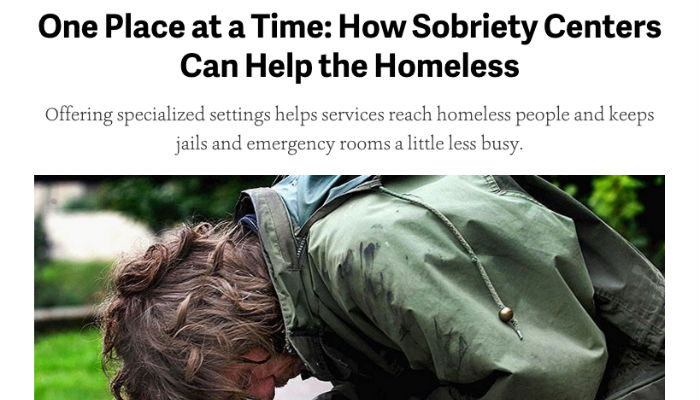 One Place at a Time: How Sobriety Centers
Can Help the Homeless
Offering specialized settings helps services reach homeless people and keeps
jails and emergency rooms a little less busy.